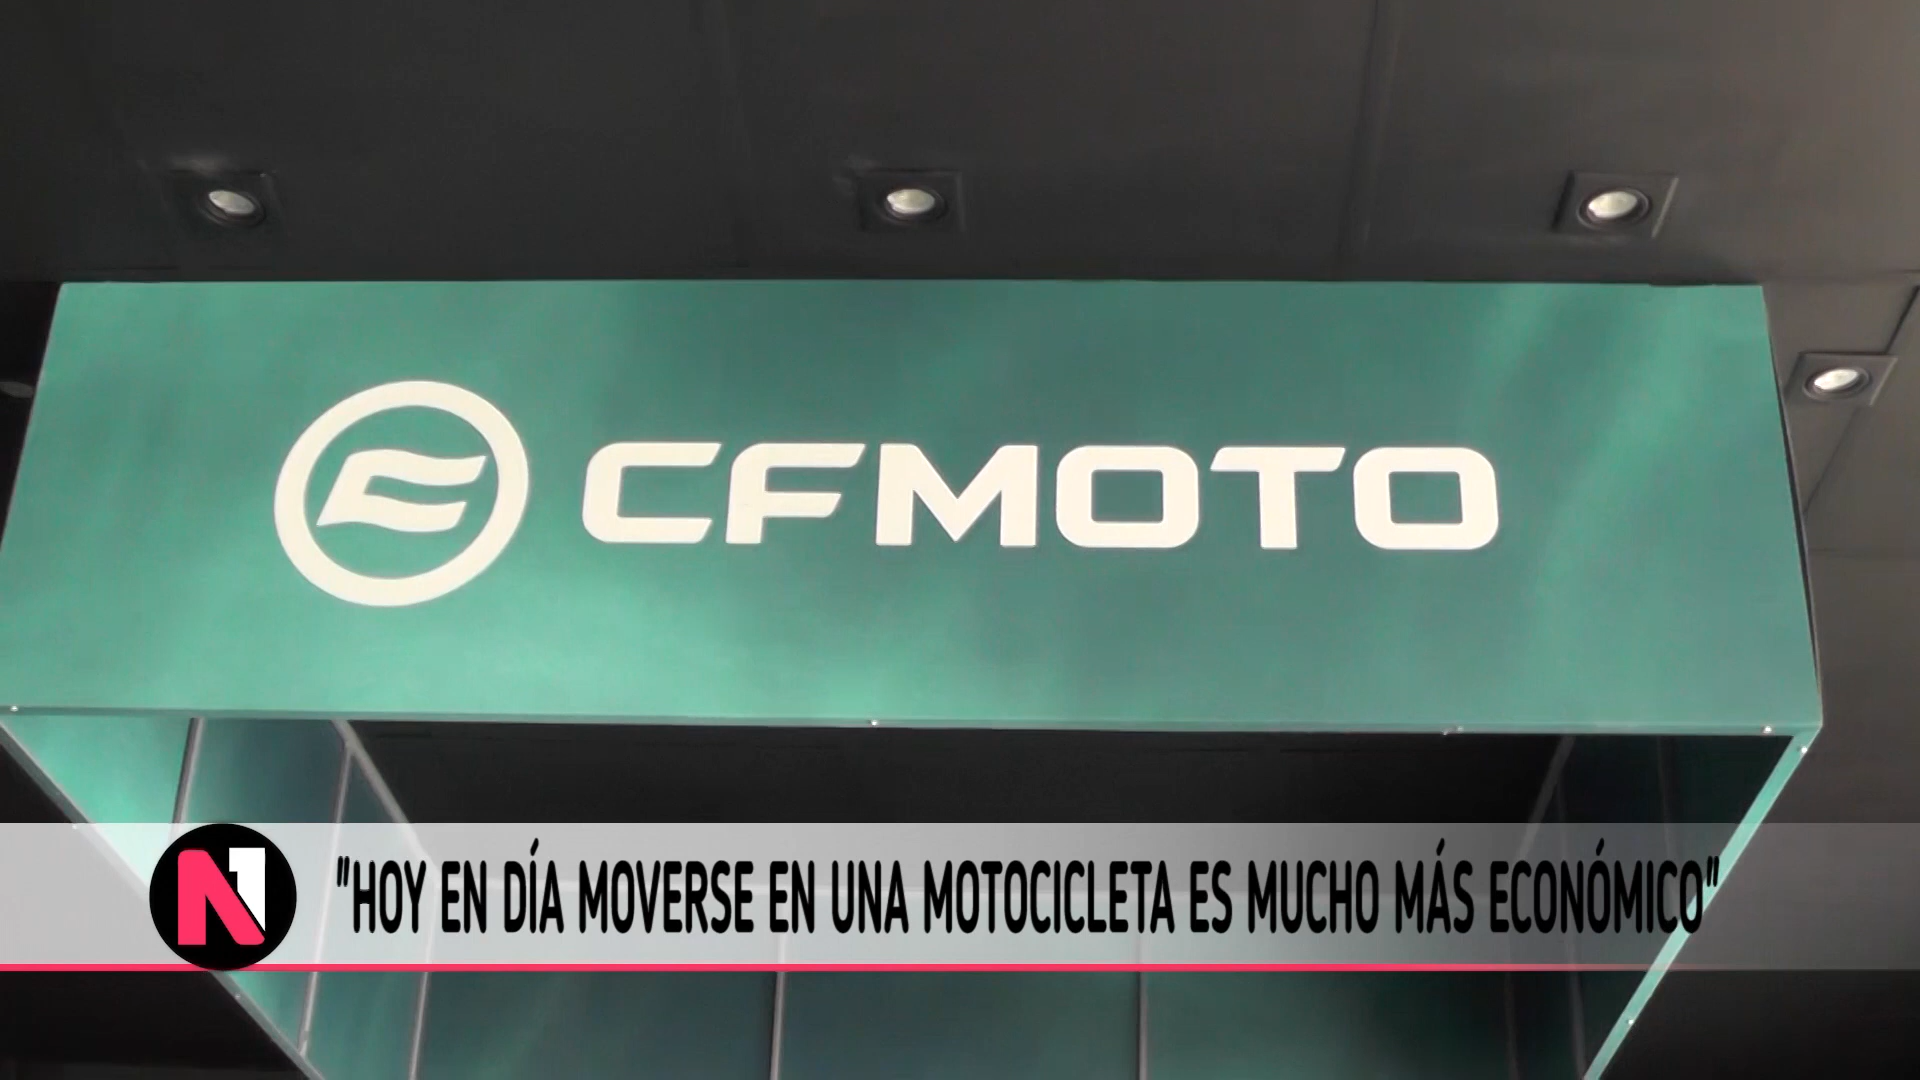 CFMOTO
N1
"HOY EN DÍA MOVERSE EN UNA MOTOCICLETA ES MUCHO MÁS ECONÓMICO"